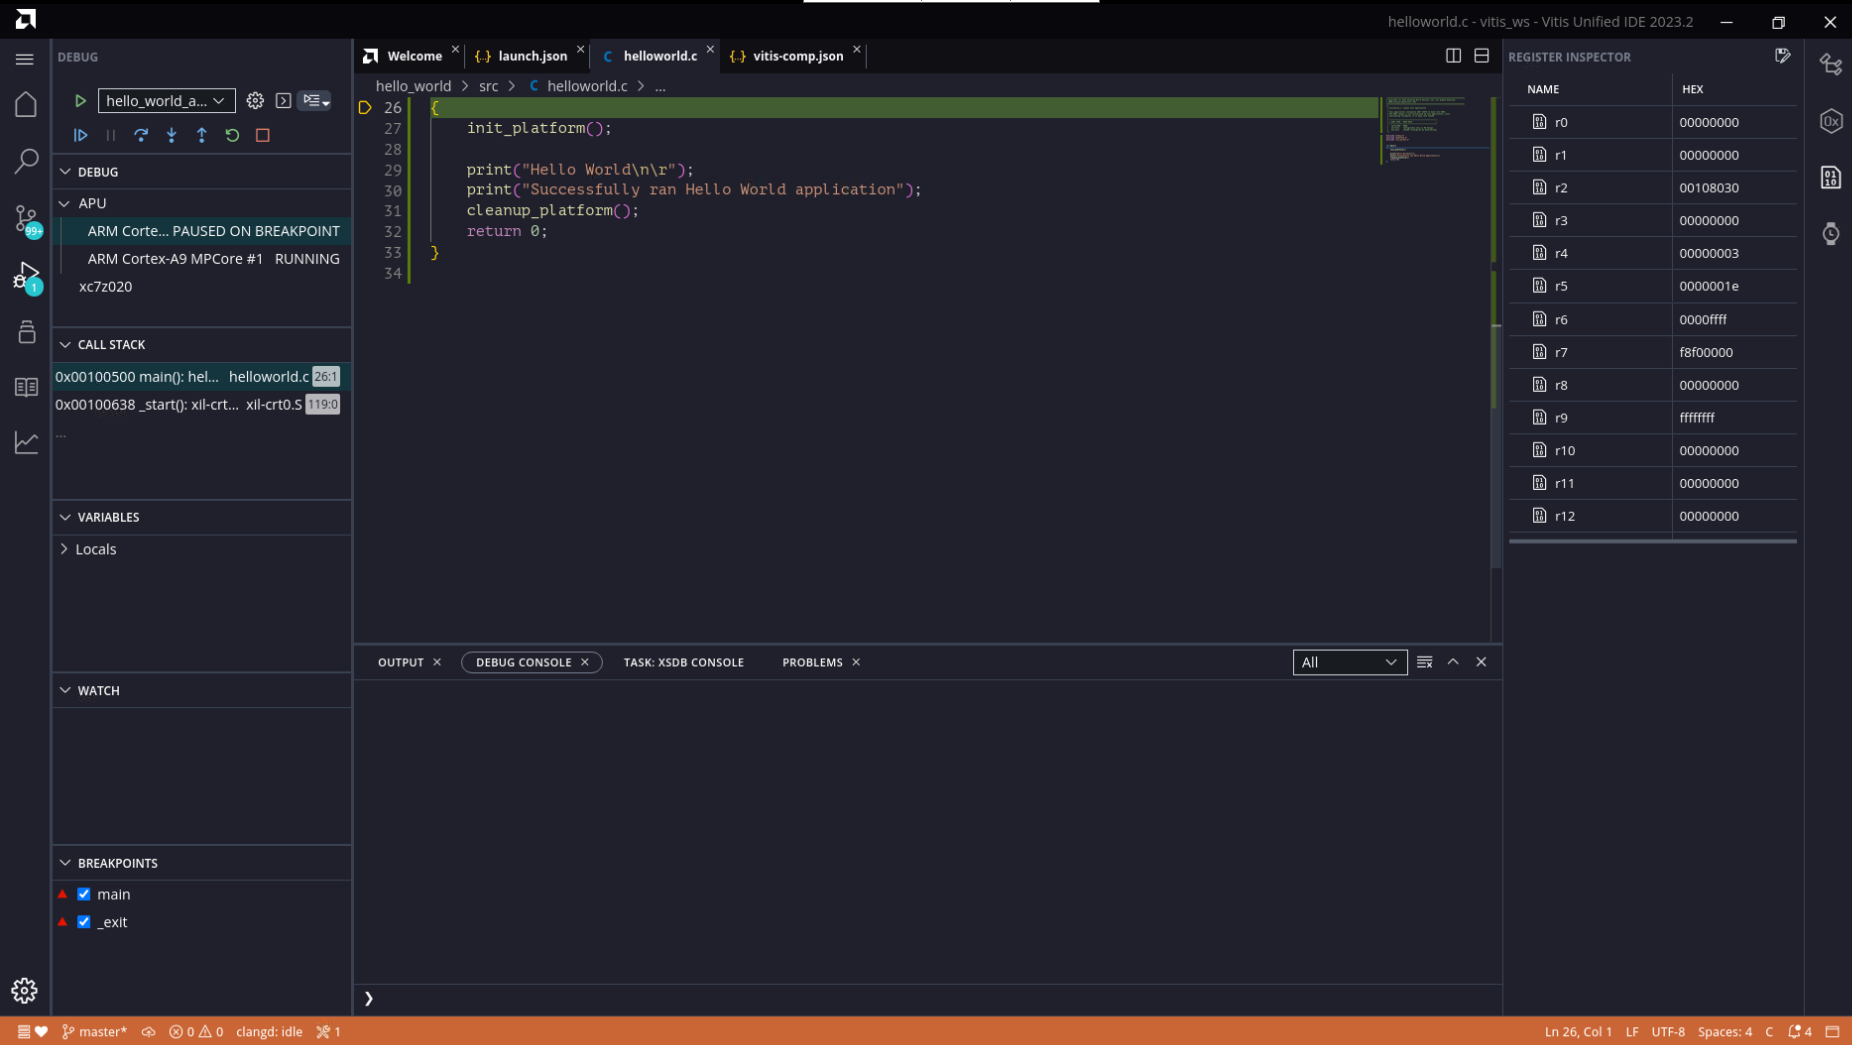 helloworld.c - vitis_ws - Vitis Unified IDE 2023.2
DEBUG
hello_world_a...
DEBUG
APU
ARM Corte... PAUSED ON BREAKPOINT
ARM Cortex-A9 MPCore #1 RUNNING
xc7z020
99+
1
CALL STACK
0x00100500 main(): hel... helloworld.c 26:1
0x00100638 _start(): xil-crt... xil-crt0.S 119:0
...
VARIABLES
Locals
WATCH
BREAKPOINTS
main
_exit
Welcome
{..} launch.json
C helloworld.c
{..} vitis-comp.json
hello_world > src > C helloworld.c > ...
26 {
27 init_platform();
28
29 print("Hello World\n\r");
30 print("Successfully ran Hello World application");
31 cleanup_platform();
32 return 0;
33 }
34
OUTPUT
DEBUG CONSOLE
TASK: XSDB CONSOLE
PROBLEMS
All
❯
REGISTER INSPECTOR
NAME HEX
r0 00000000
r1 00000000
r2 00108030
r3 00000000
r4 00000003
r5 0000001e
r6 0000ffff
r7 f8f00000
r8 00000000
r9 ffffffff
r10 00000000
r11 00000000
r12 00000000
0x
master* 0 0 clangd: idle 1
Ln 26, Col 1 LF UTF-8 Spaces: 4 C 4